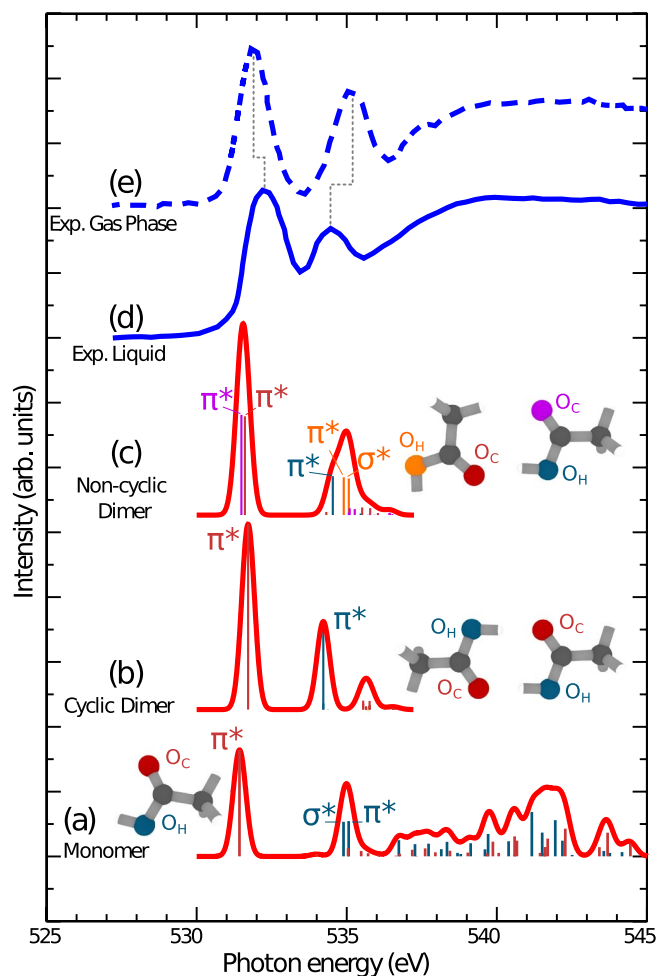 (e)
Exp. Gas Phase
(d)
Exp. Liquid
π* π*
π*
π* σ*
O_H
O_C
O_C
O_H
(c)
Non-cyclic
Dimer
π*
π*
O_H
O_C
O_C
O_H
(b)
Cyclic Dimer
π*
O_C
O_H
σ* π*
(a)
Monomer
525 530 535 540 545
Photon energy (eV)
Intensity (arb. units)